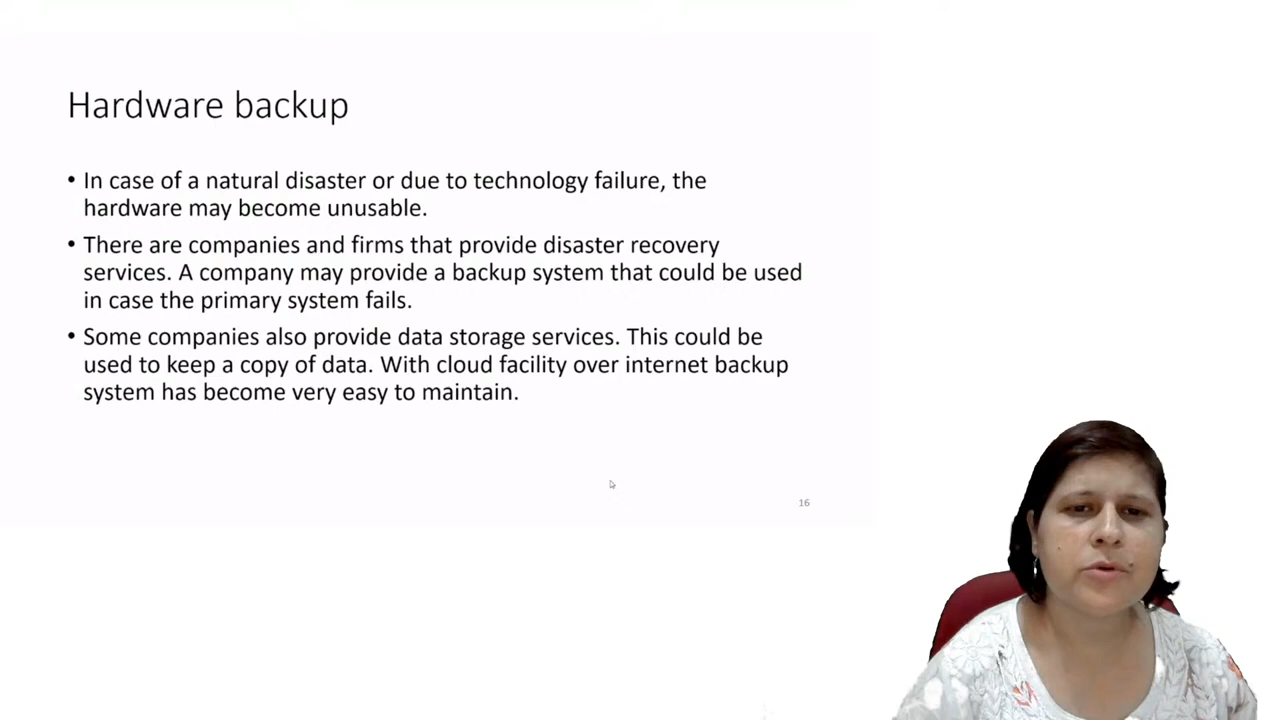 Hardware backup
• In case of a natural disaster or due to technology failure, the
hardware may become unusable.
• There are companies and firms that provide disaster recovery
services. A company may provide a backup system that could be used
in case the primary system fails.
• Some companies also provide data storage services. This could be
used to keep a copy of data. With cloud facility over internet backup
system has become very easy to maintain.
16